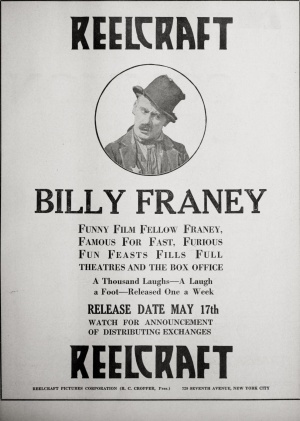 REELCRAFT
BILLY FRANEY
FUNNY FILM FELLOW FRANEY,
FAMOUS FOR FAST, FURIOUS
FUN FEASTS FILLS FULL
THEATRES AND THE BOX OFFICE
A Thousand Laughs—A Laugh
a Foot—Released One a Week
RELEASE DATE MAY 17th
WATCH FOR ANNOUNCEMENT
OF DISTRIBUTING EXCHANGES
REELCRAFT
REELCRAFT PICTURES CORPORATION (R. C. CROPPER, Pres.) 729 SEVENTH AVENUE, NEW YORK CITY